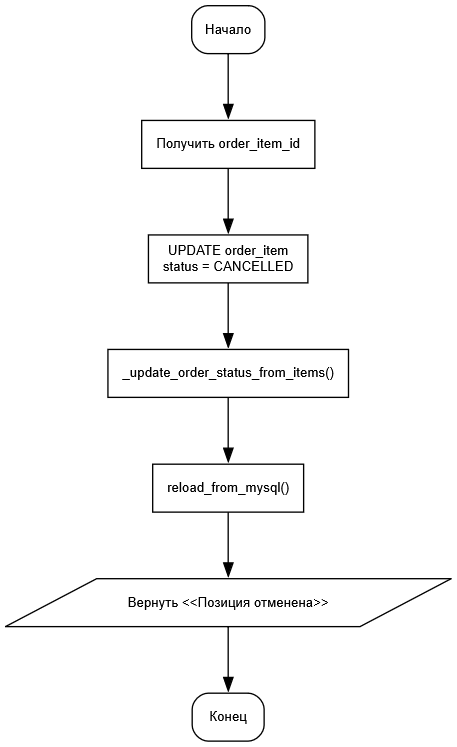 Начало
Получить order_item_id
UPDATE order_item
status = CANCELLED
_update_order_status_from_items()
reload_from_mysql()
Вернуть <<Позиция отменена>>
Конец